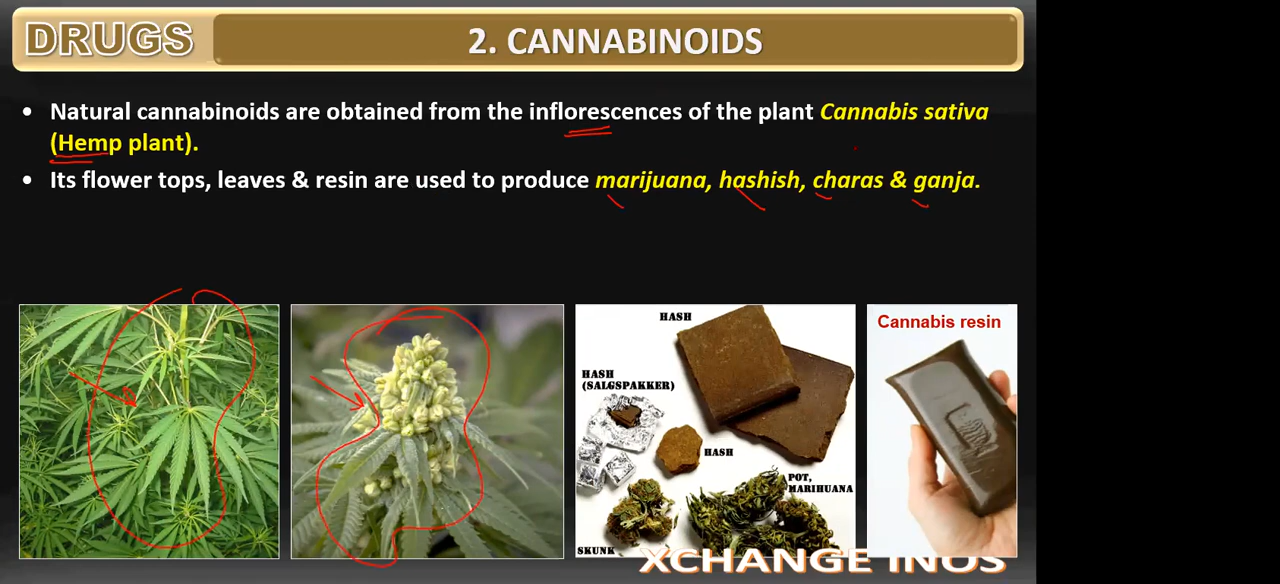 DRUGS
2. CANNABINOIDS
• Natural cannabinoids are obtained from the inflorescences of the plant Cannabis sativa
(Hemp plant).
• Its flower tops, leaves & resin are used to produce marijuana, hashish, charas & ganja.
HASH
HASH
(SALGSPAKKER)
HASH
POT,
MARIHUANA
SKUNK
Cannabis resin
XCHANGE INOS